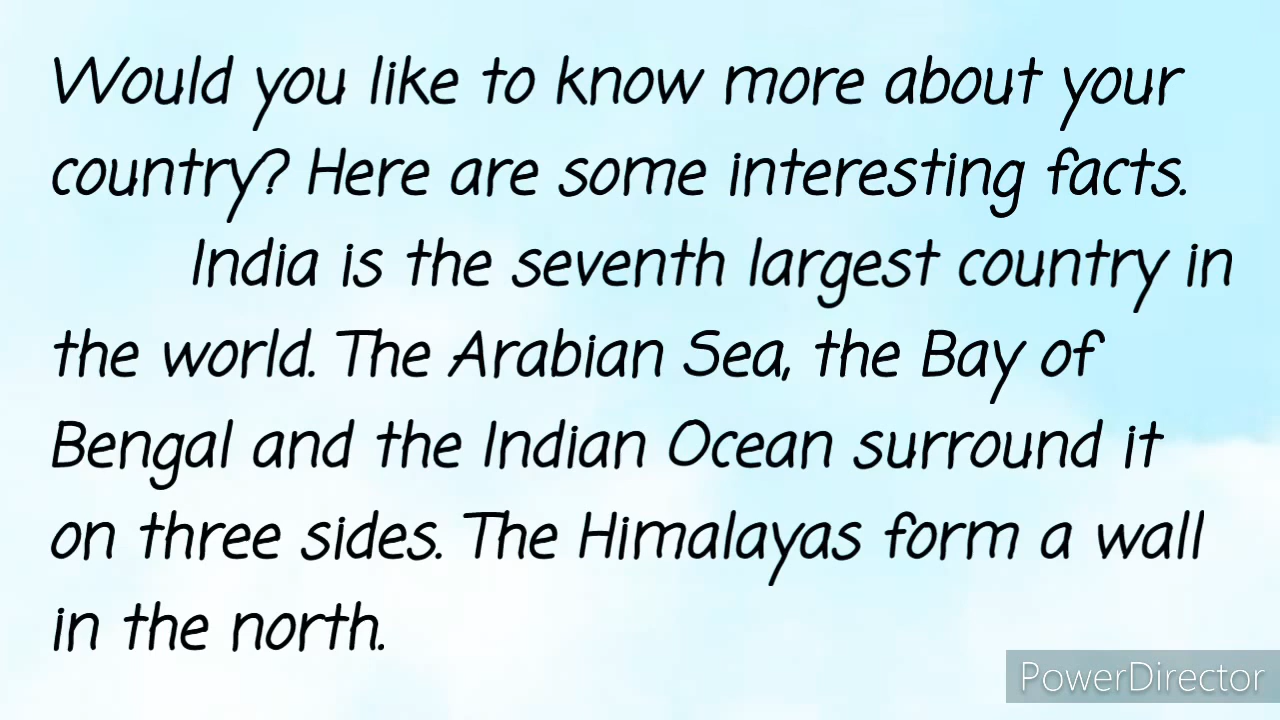 Would you like to know more about your
country? Here are some interesting facts.
India is the seventh largest country in
the world. The Arabian Sea, the Bay of
Bengal and the Indian Ocean surround it
on three sides. The Himalayas form a wall
in the north.
PowerDirector